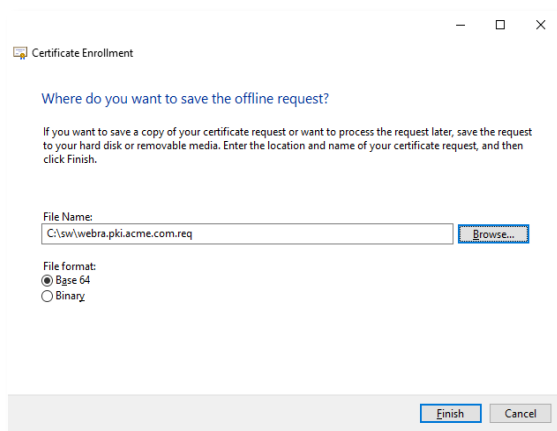 Certificate Enrollment
Where do you want to save the offline request?
If you want to save a copy of your certificate request or want to process the request later, save the request
to your hard disk or removable media. Enter the location and name of your certificate request, and then
click Finish.
File Name:
C:\sw\webra.pki.acme.com.req
Browse...
File format:
Base 64
Binary
Finish
Cancel